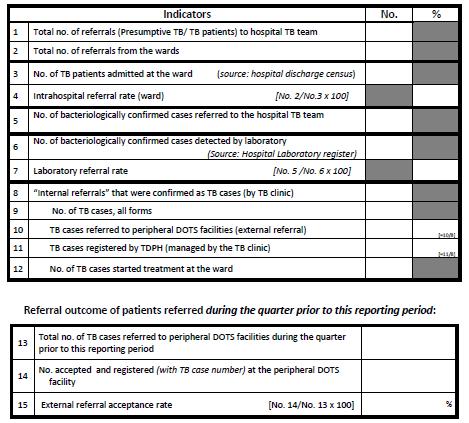 Indicators No. %
1 Total no. of referrals (Presumptive TB/ TB patients) to hospital TB team
2 Total no. of referrals from the wards
3 No. of TB patients admitted at the ward (source: hospital discharge census)
4 Intrahospital referral rate (ward) [No. 2/No.3 x 100]
5 No. of bacteriologically confirmed cases referred to the hospital TB team
6 No. of bacteriologically confirmed cases detected by laboratory
(Source: Hospital Laboratory register)
7 Laboratory referral rate [No. 5 /No. 6 x 100]
8 “Internal referrals” that were confirmed as TB cases (by TB clinic)
9 No. of TB cases, all forms
10 TB cases referred to peripheral DOTS facilities (external referral) [=10/8]
11 TB cases registered by TDPH (managed by the TB clinic) [=11/8]
12 No. of TB cases started treatment at the ward
Referral outcome of patients referred during the quarter prior to this reporting period:
13 Total no. of TB cases referred to peripheral DOTS facilities during the quarter
prior to this reporting period
14 No. accepted and registered (with TB case number) at the peripheral DOTS
facility
15 External referral acceptance rate [No. 14/No. 13 x 100] %